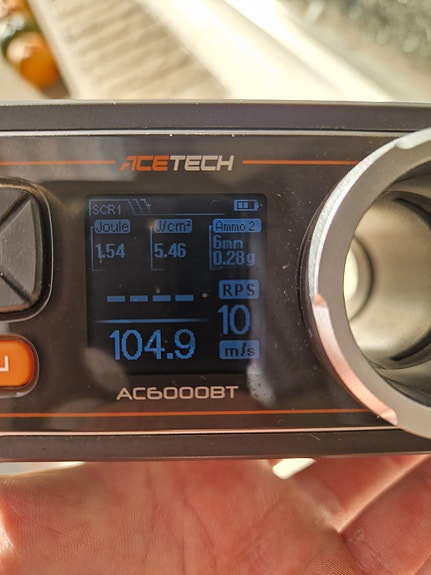 ACETECH
SCR1
Joule J/cm² Ammo 2
1.54 5.46 6mm
0.28g
---- RPS
10
104.9 m/s
AC6000BT